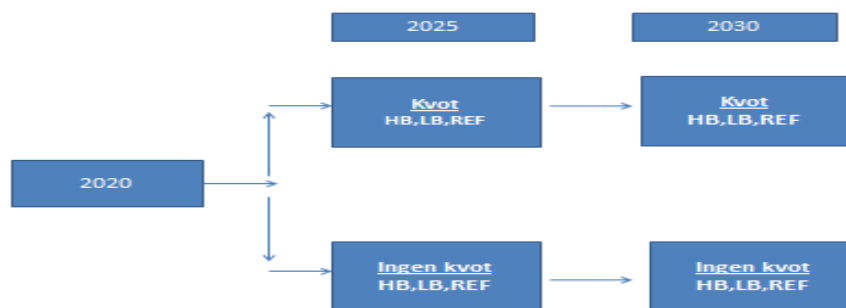 2025
2030
Kvot
HB,LB,REF
Kvot
HB,LB,REF
2020
Ingen kvot
HB,LB,REF
Ingen kvot
HB,LB,REF